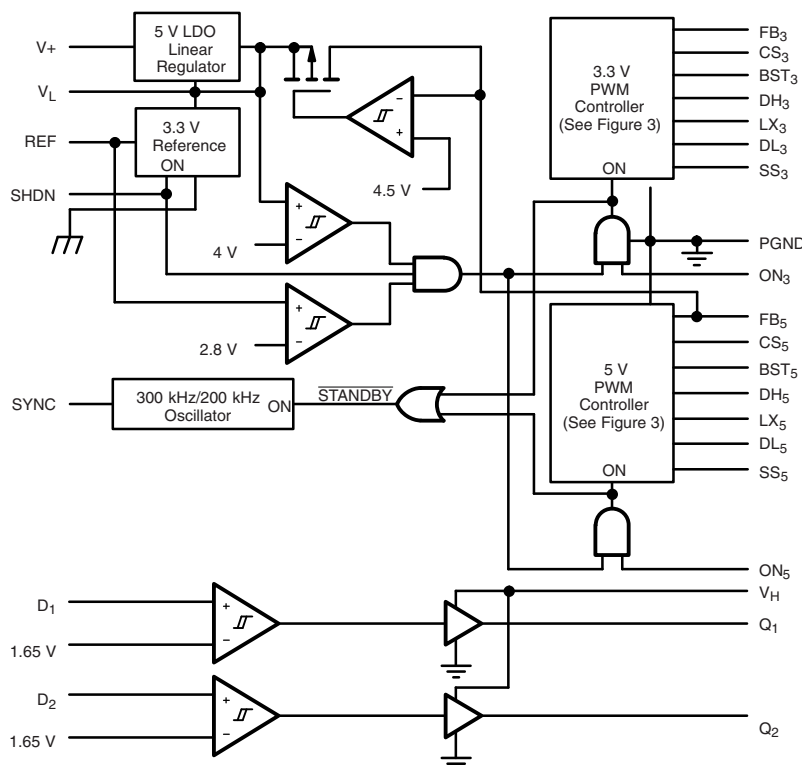 V+
5 V LDO
Linear
Regulator
VL
REF
3.3 V
Reference
ON
SHDN
4.5 V
4 V
2.8 V
+
−
+
−
−
+
3.3 V
PWM
Controller
(See Figure 3)
ON
FB3
CS3
BST3
DH3
LX3
DL3
SS3
PGND
ON3
5 V
PWM
Controller
(See Figure 3)
ON
FB5
CS5
BST5
DH5
LX5
DL5
SS5
SYNC
300 kHz/200 kHz
Oscillator
ON
STANDBY
ON5
VH
D1
+
−
1.65 V
Q1
D2
+
−
1.65 V
Q2